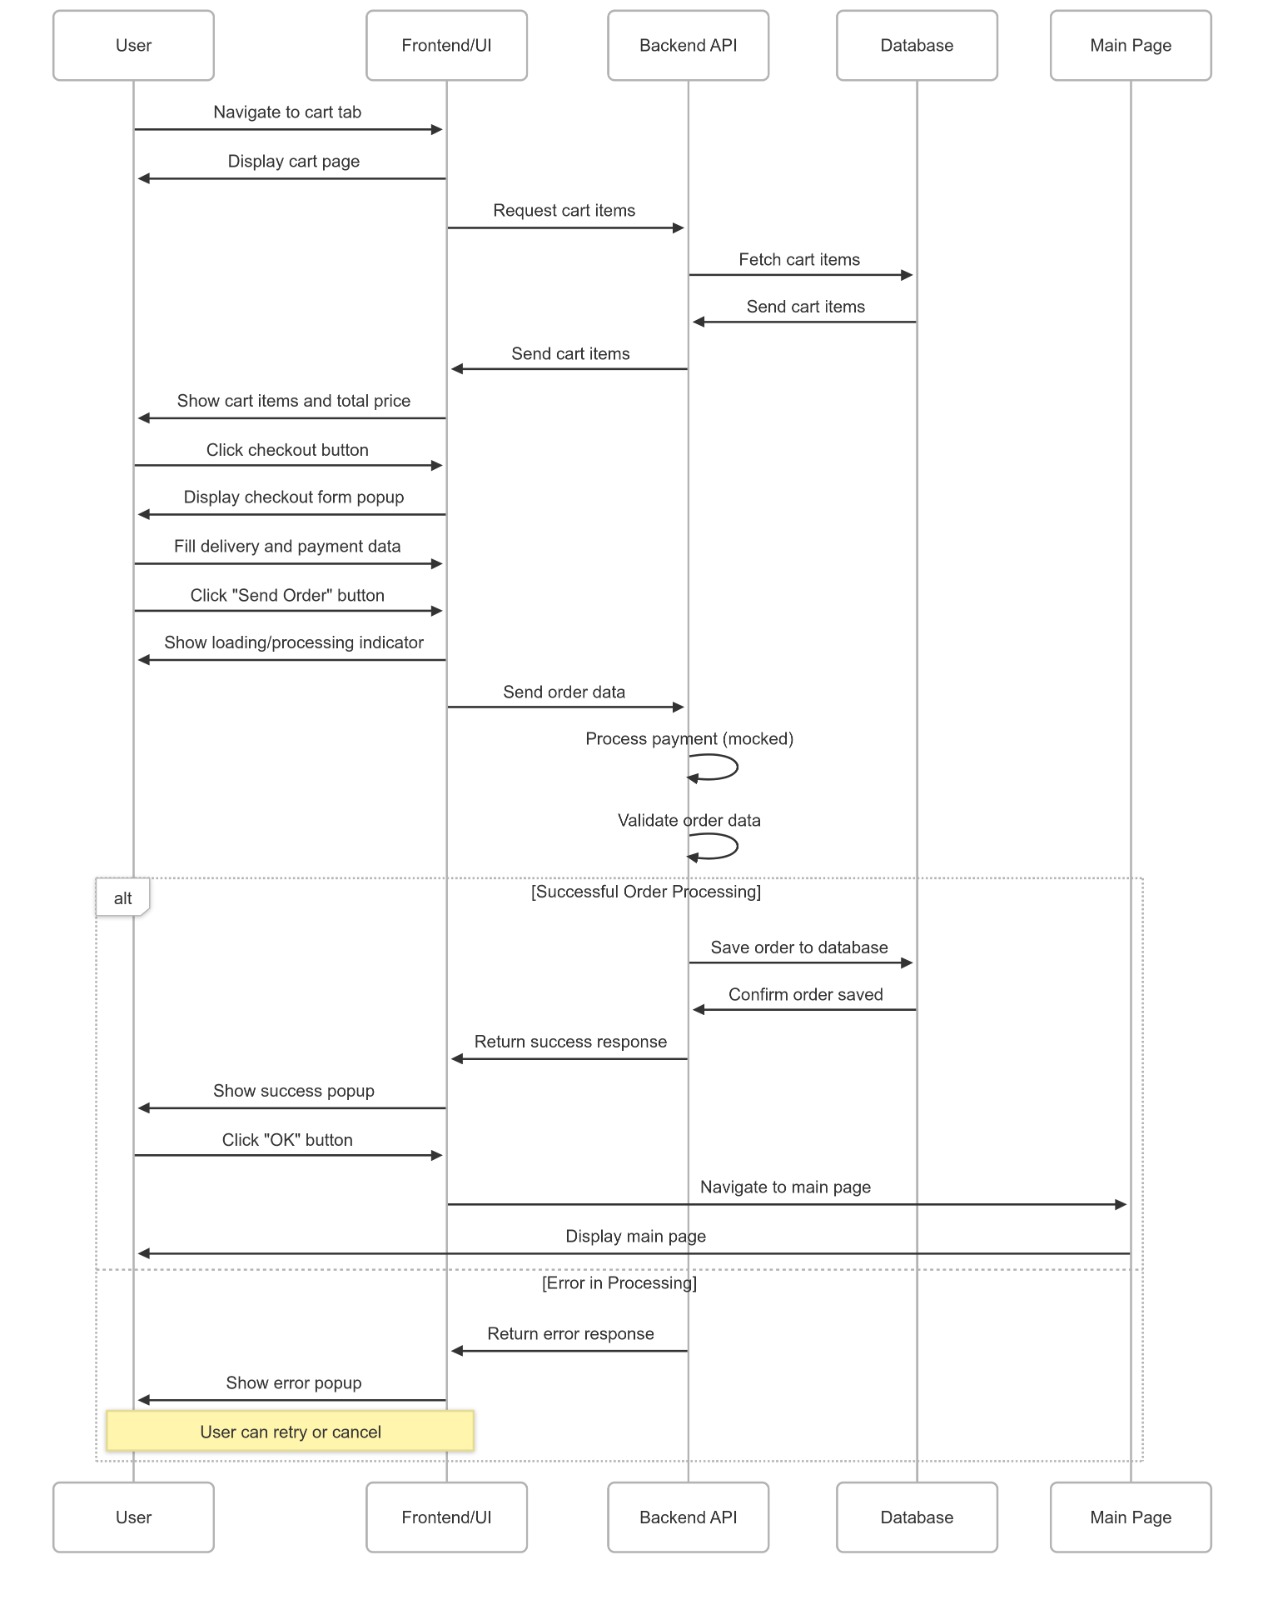 User
Frontend/UI
Backend API
Database
Main Page
Navigate to cart tab
Display cart page
Request cart items
Fetch cart items
Send cart items
Send cart items
Show cart items and total price
Click checkout button
Display checkout form popup
Fill delivery and payment data
Click "Send Order" button
Show loading/processing indicator
Send order data
Process payment (mocked)
Validate order data
alt
[Successful Order Processing]
Save order to database
Confirm order saved
Return success response
Show success popup
Click "OK" button
Navigate to main page
Display main page
[Error in Processing]
Return error response
Show error popup
User can retry or cancel
User
Frontend/UI
Backend API
Database
Main Page